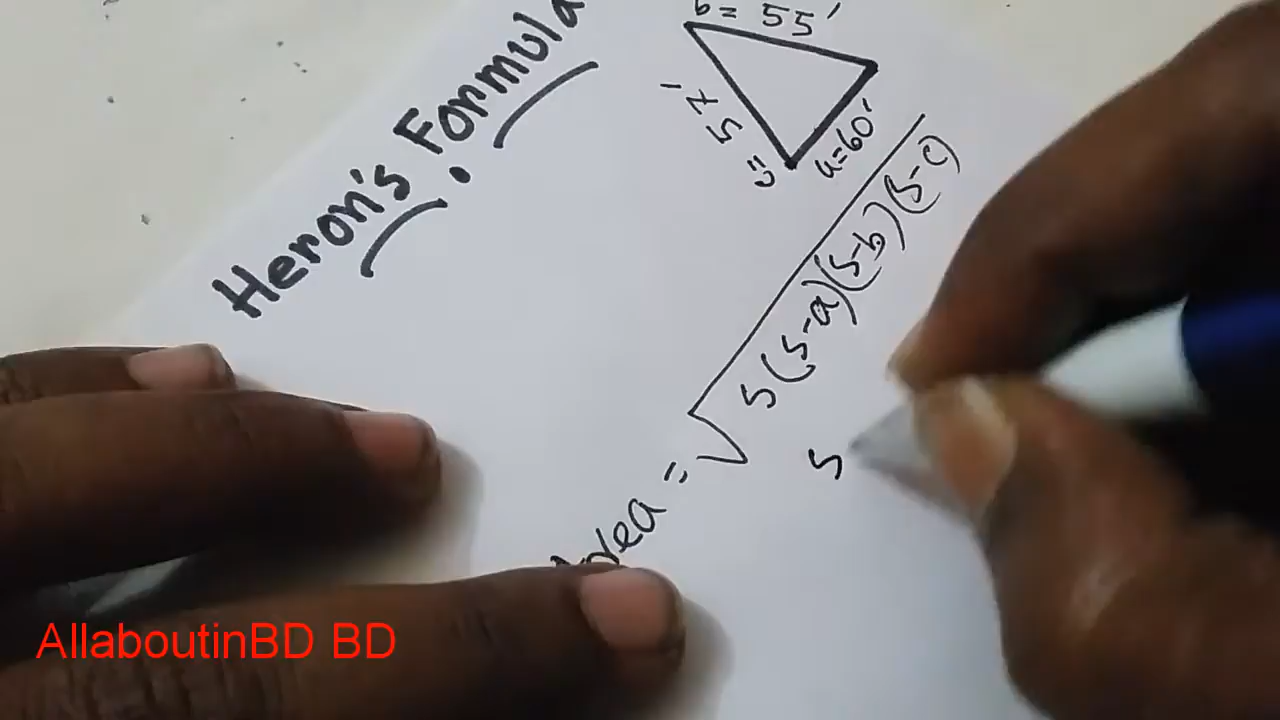 Heron's Formula
b = 55'
c = 57'
a = 60'
Area = √s(s-a)(s-b)(s-c)
s
AllaboutinBD BD